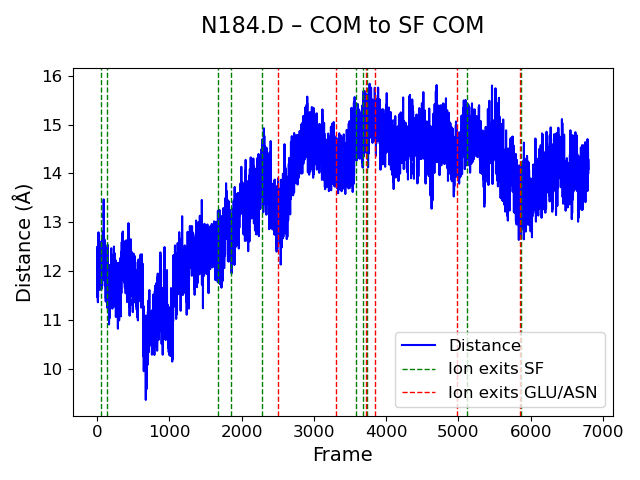 N184.D – COM to SF COM
16
15
14
13
12
11
10
Distance (Å)
Distance
Ion exits SF
Ion exits GLU/ASN
0 1000 2000 3000 4000 5000 6000 7000
Frame